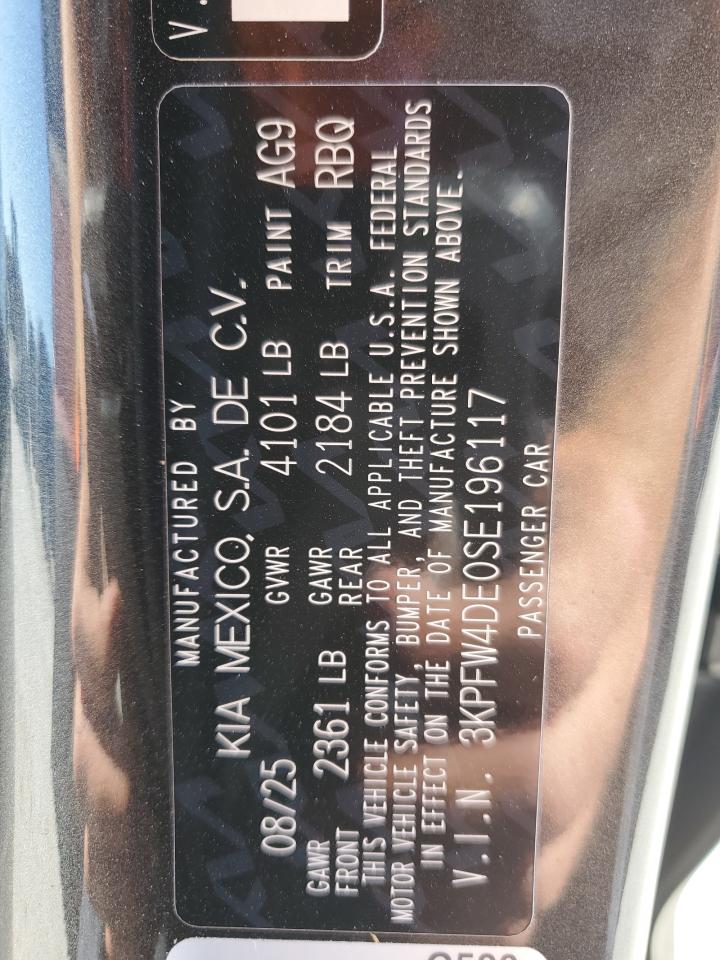 MANUFACTURED BY
KIA MEXICO, S.A. DE C.V.
08/25 GVWR 4101 LB PAINT AG9
GAWR FRONT 2361 LB GAWR REAR 2184 LB TRIM RBQ
THIS VEHICLE CONFORMS TO ALL APPLICABLE U.S.A. FEDERAL
MOTOR VEHICLE SAFETY, BUMPER, AND THEFT PREVENTION STANDARDS
IN EFFECT ON THE DATE OF MANUFACTURE SHOWN ABOVE.
V.I.N. 3KPFW4DE0SE196117
PASSENGER CAR